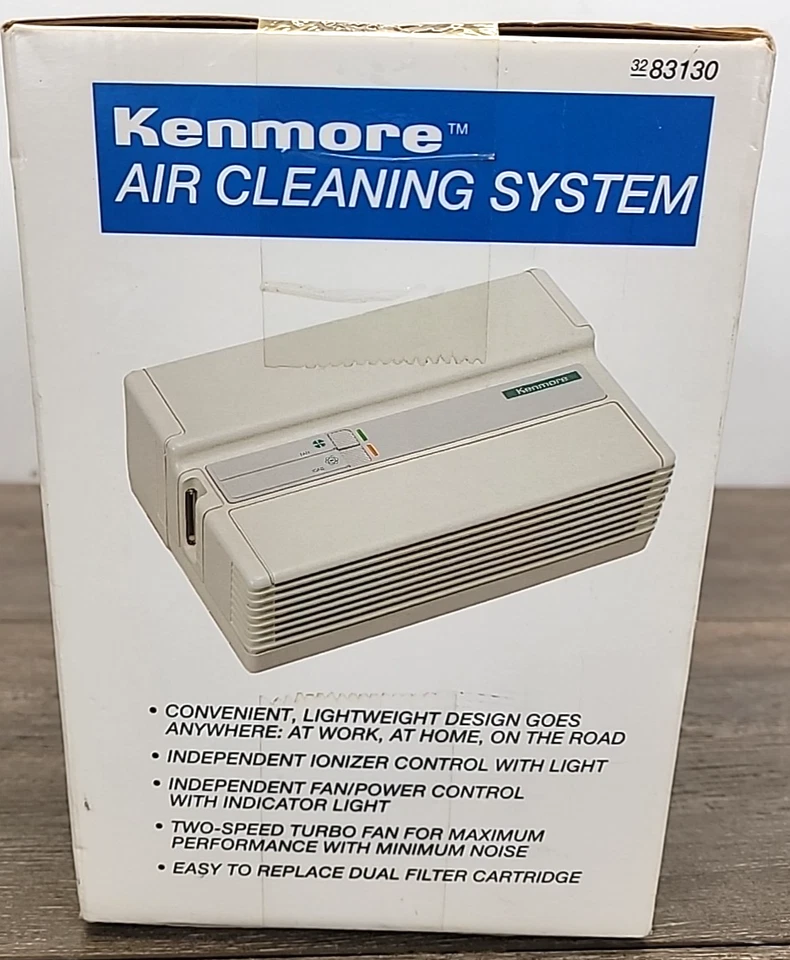 32 83130
Kenmore™
AIR CLEANING SYSTEM
Kenmore
FAN
IONS
• CONVENIENT, LIGHTWEIGHT DESIGN GOES
ANYWHERE: AT WORK, AT HOME, ON THE ROAD
• INDEPENDENT IONIZER CONTROL WITH LIGHT
• INDEPENDENT FAN/POWER CONTROL
WITH INDICATOR LIGHT
• TWO-SPEED TURBO FAN FOR MAXIMUM
PERFORMANCE WITH MINIMUM NOISE
• EASY TO REPLACE DUAL FILTER CARTRIDGE